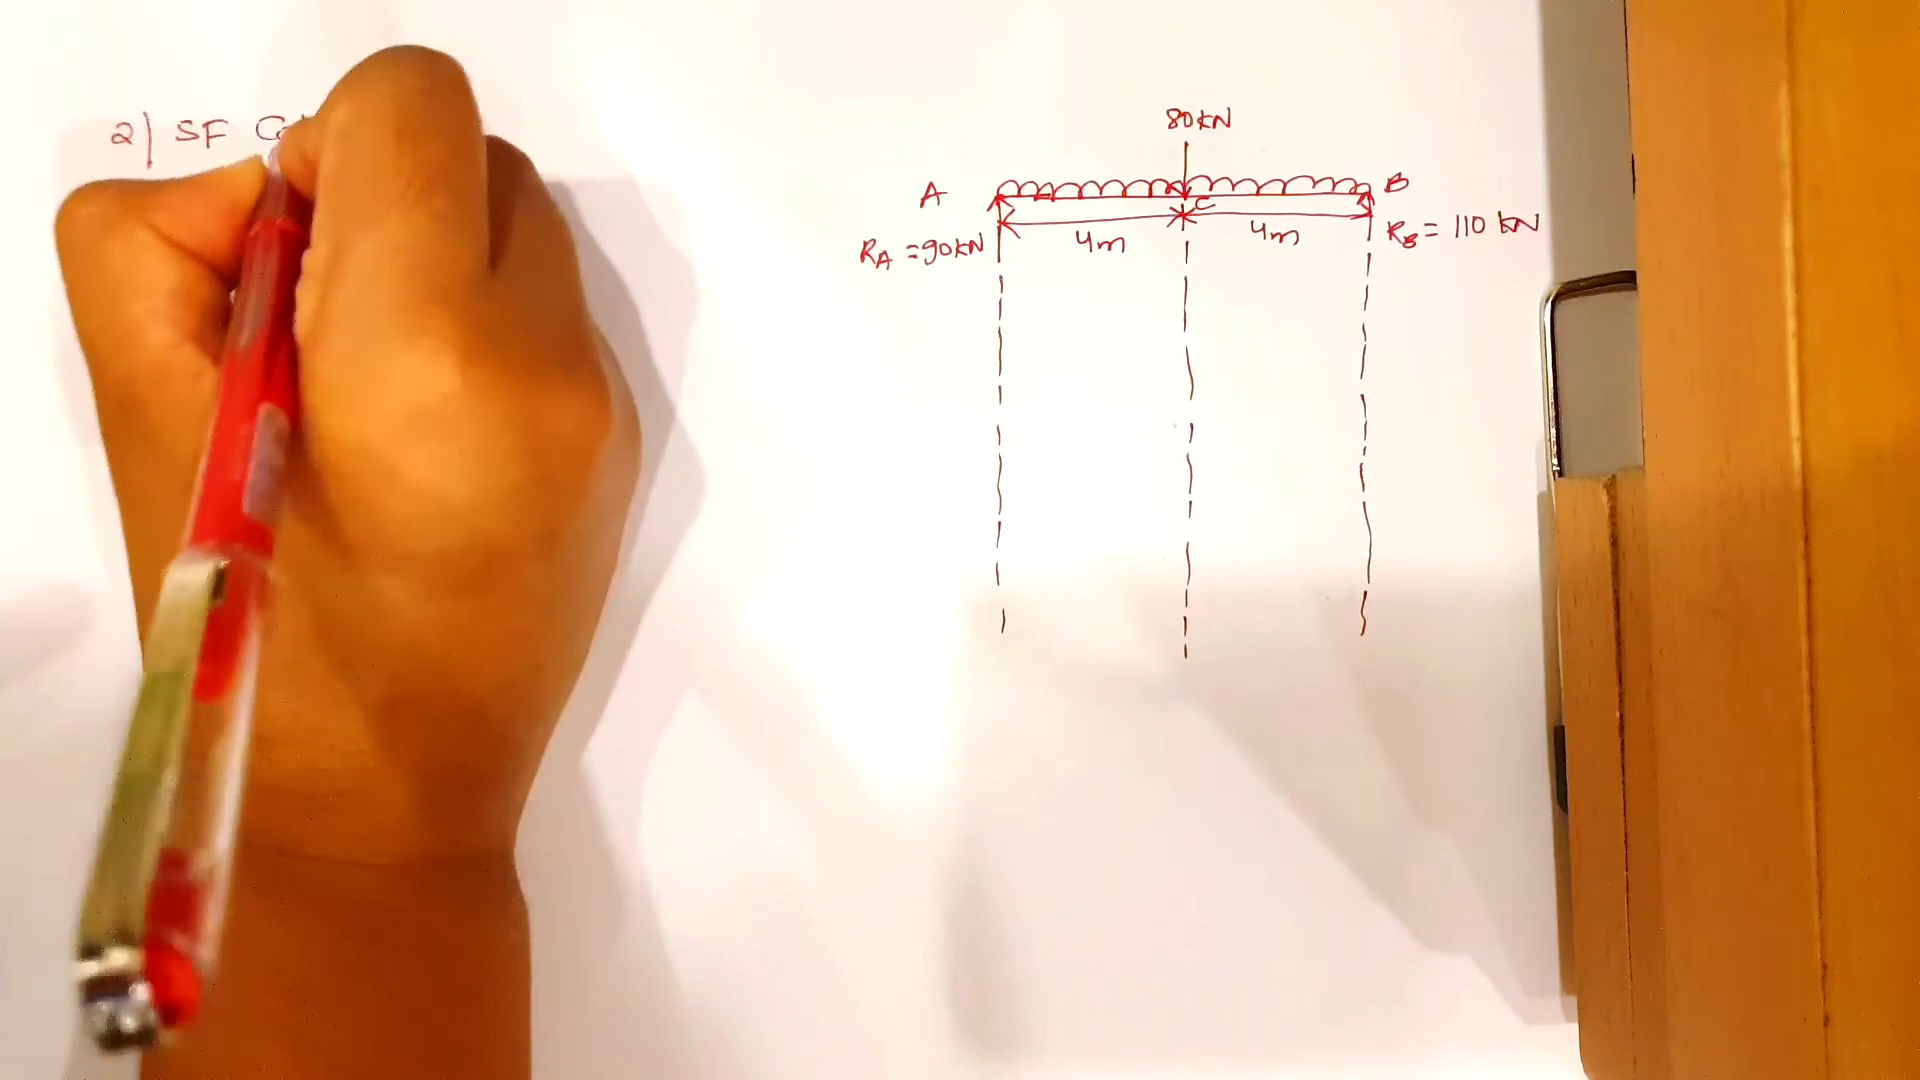 2) SF
80kN
A
B
C
4m
4m
RA =90kN
RB = 110 kN